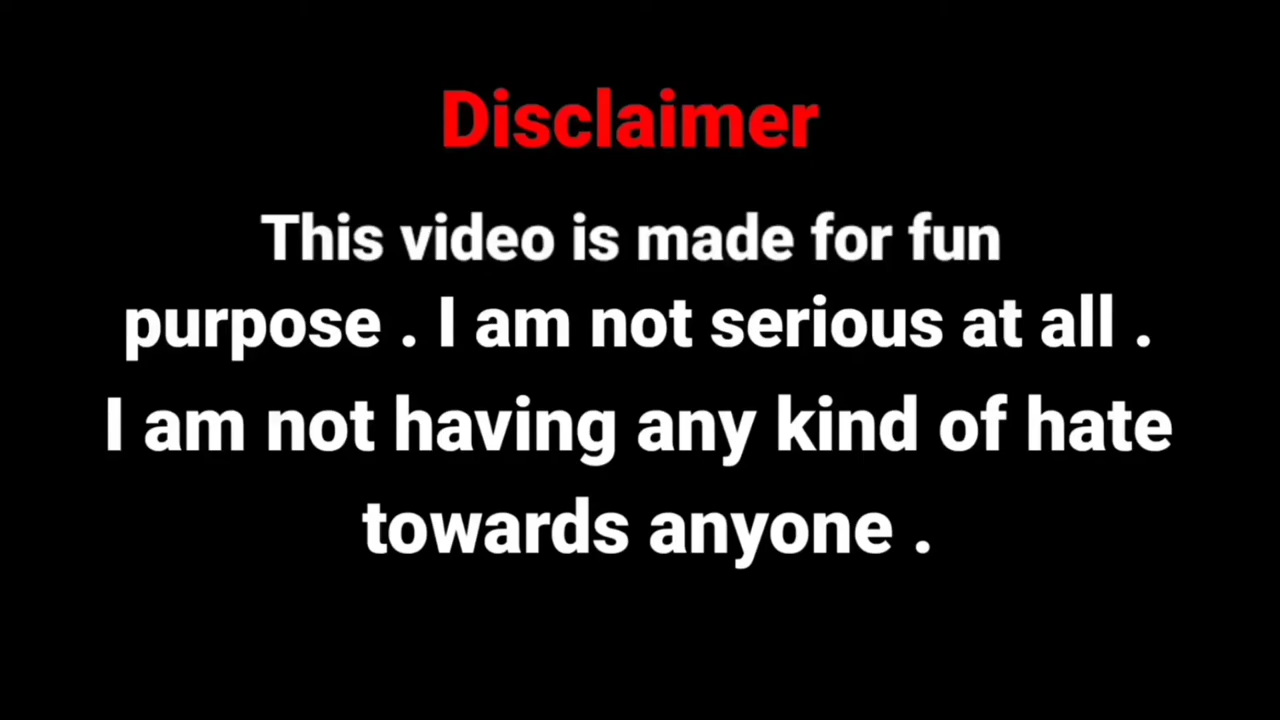 Disclaimer
This video is made for fun
purpose . I am not serious at all .
I am not having any kind of hate
towards anyone .